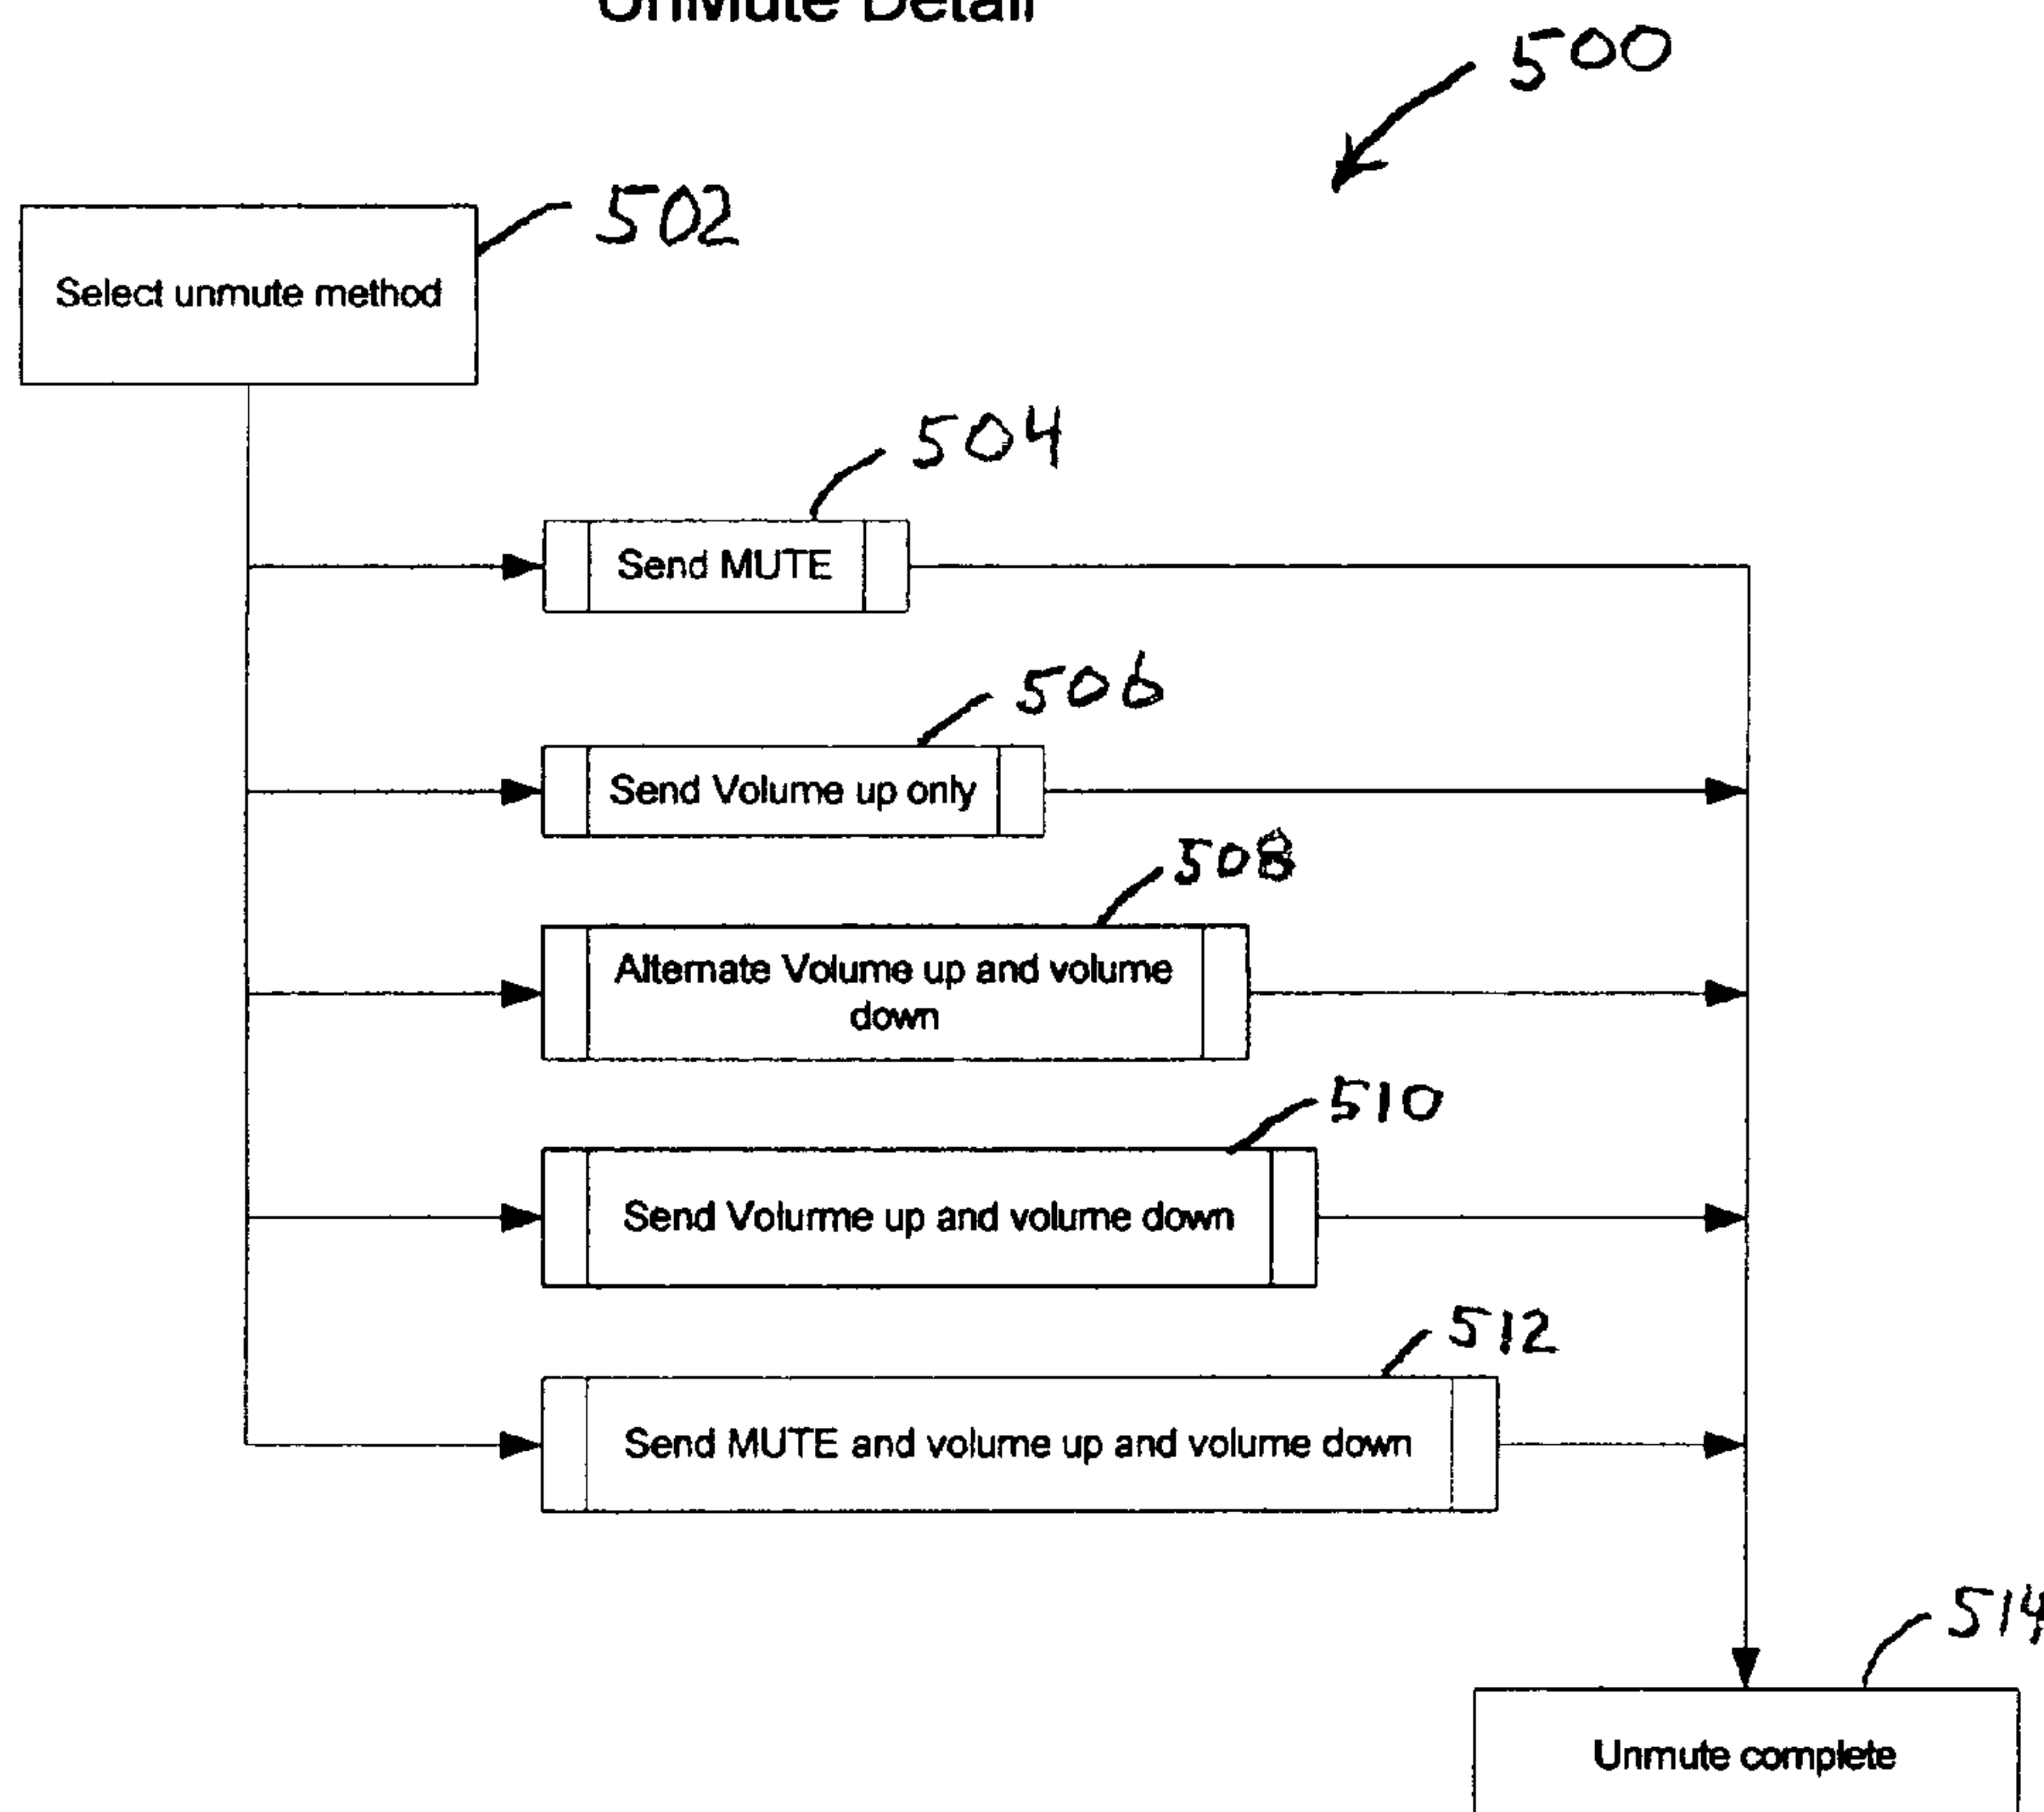 UnMute Detail
500
502
Select unmute method
504
Send MUTE
506
Send Volume up only
508
Alternate Volume up and volume
down
510
Send Volume up and volume down
512
Send MUTE and volume up and volume down
514
Unmute complete